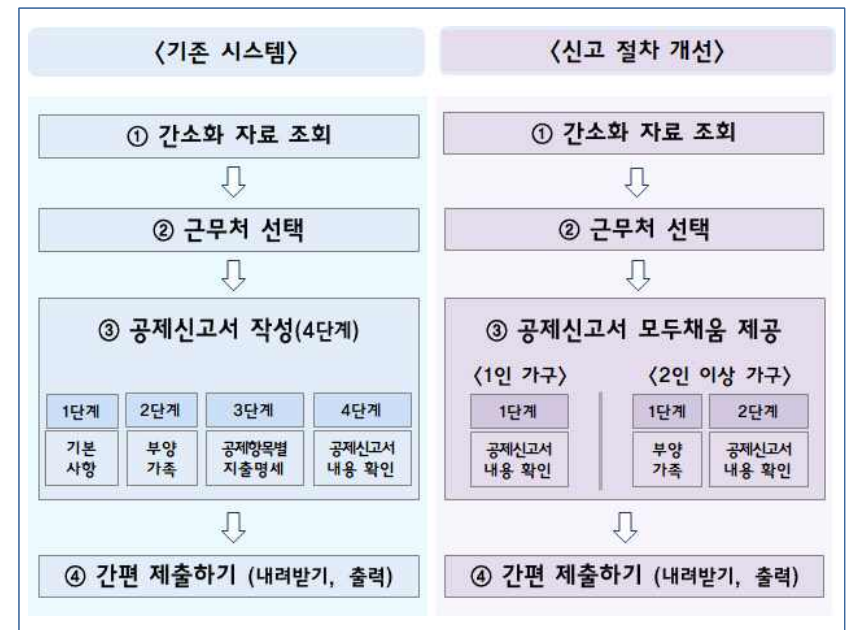 〈기존 시스템〉
① 간소화 자료 조회
② 근무처 선택
③ 공제신고서 작성(4단계)
1단계 2단계 3단계 4단계
기본 부양 공제항목별 공제신고서
사항 가족 지출명세 내용 확인
④ 간편 제출하기 (내려받기, 출력)
〈신고 절차 개선〉
① 간소화 자료 조회
② 근무처 선택
③ 공제신고서 모두채움 제공
〈1인 가구〉 〈2인 이상 가구〉
1단계 1단계 2단계
공제신고서 부양 공제신고서
내용 확인 가족 내용 확인
④ 간편 제출하기 (내려받기, 출력)